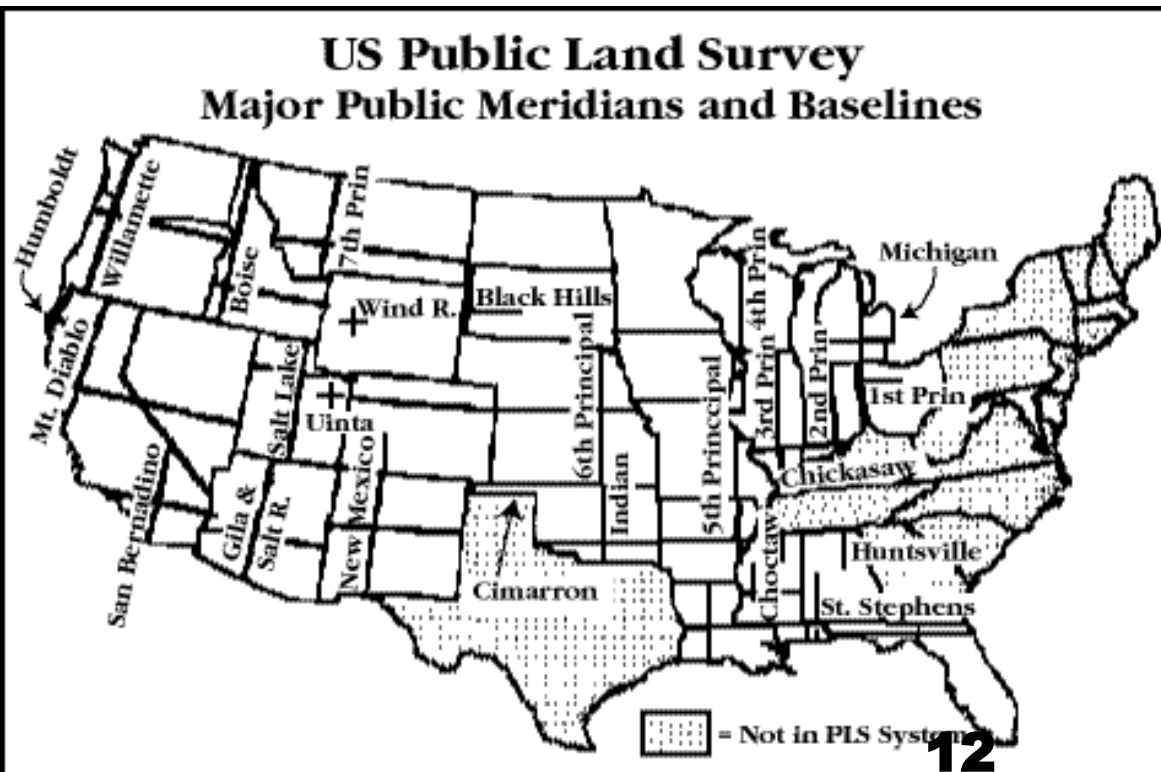 US Public Land Survey
Major Public Meridians and Baselines
Humboldt
Willamette
Boise
7th Prin
Wind R.
Black Hills
4th Prin
Michigan
Mt. Diablo
Salt Lake
Uinta
6th Principal
5th Principal
3rd Prin
2nd Prin
1st Prin
San Bernadino
Gila &
Salt R.
New Mexico
Indian
Chickasaw
Cimarron
Choctaw
Huntsville
St. Stephens
= Not in PLS System
12